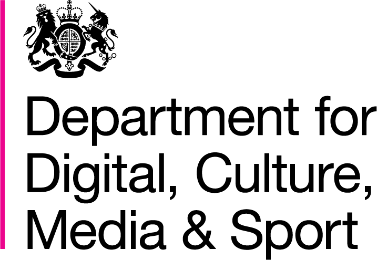 Department for
Digital, Culture,
Media & Sport